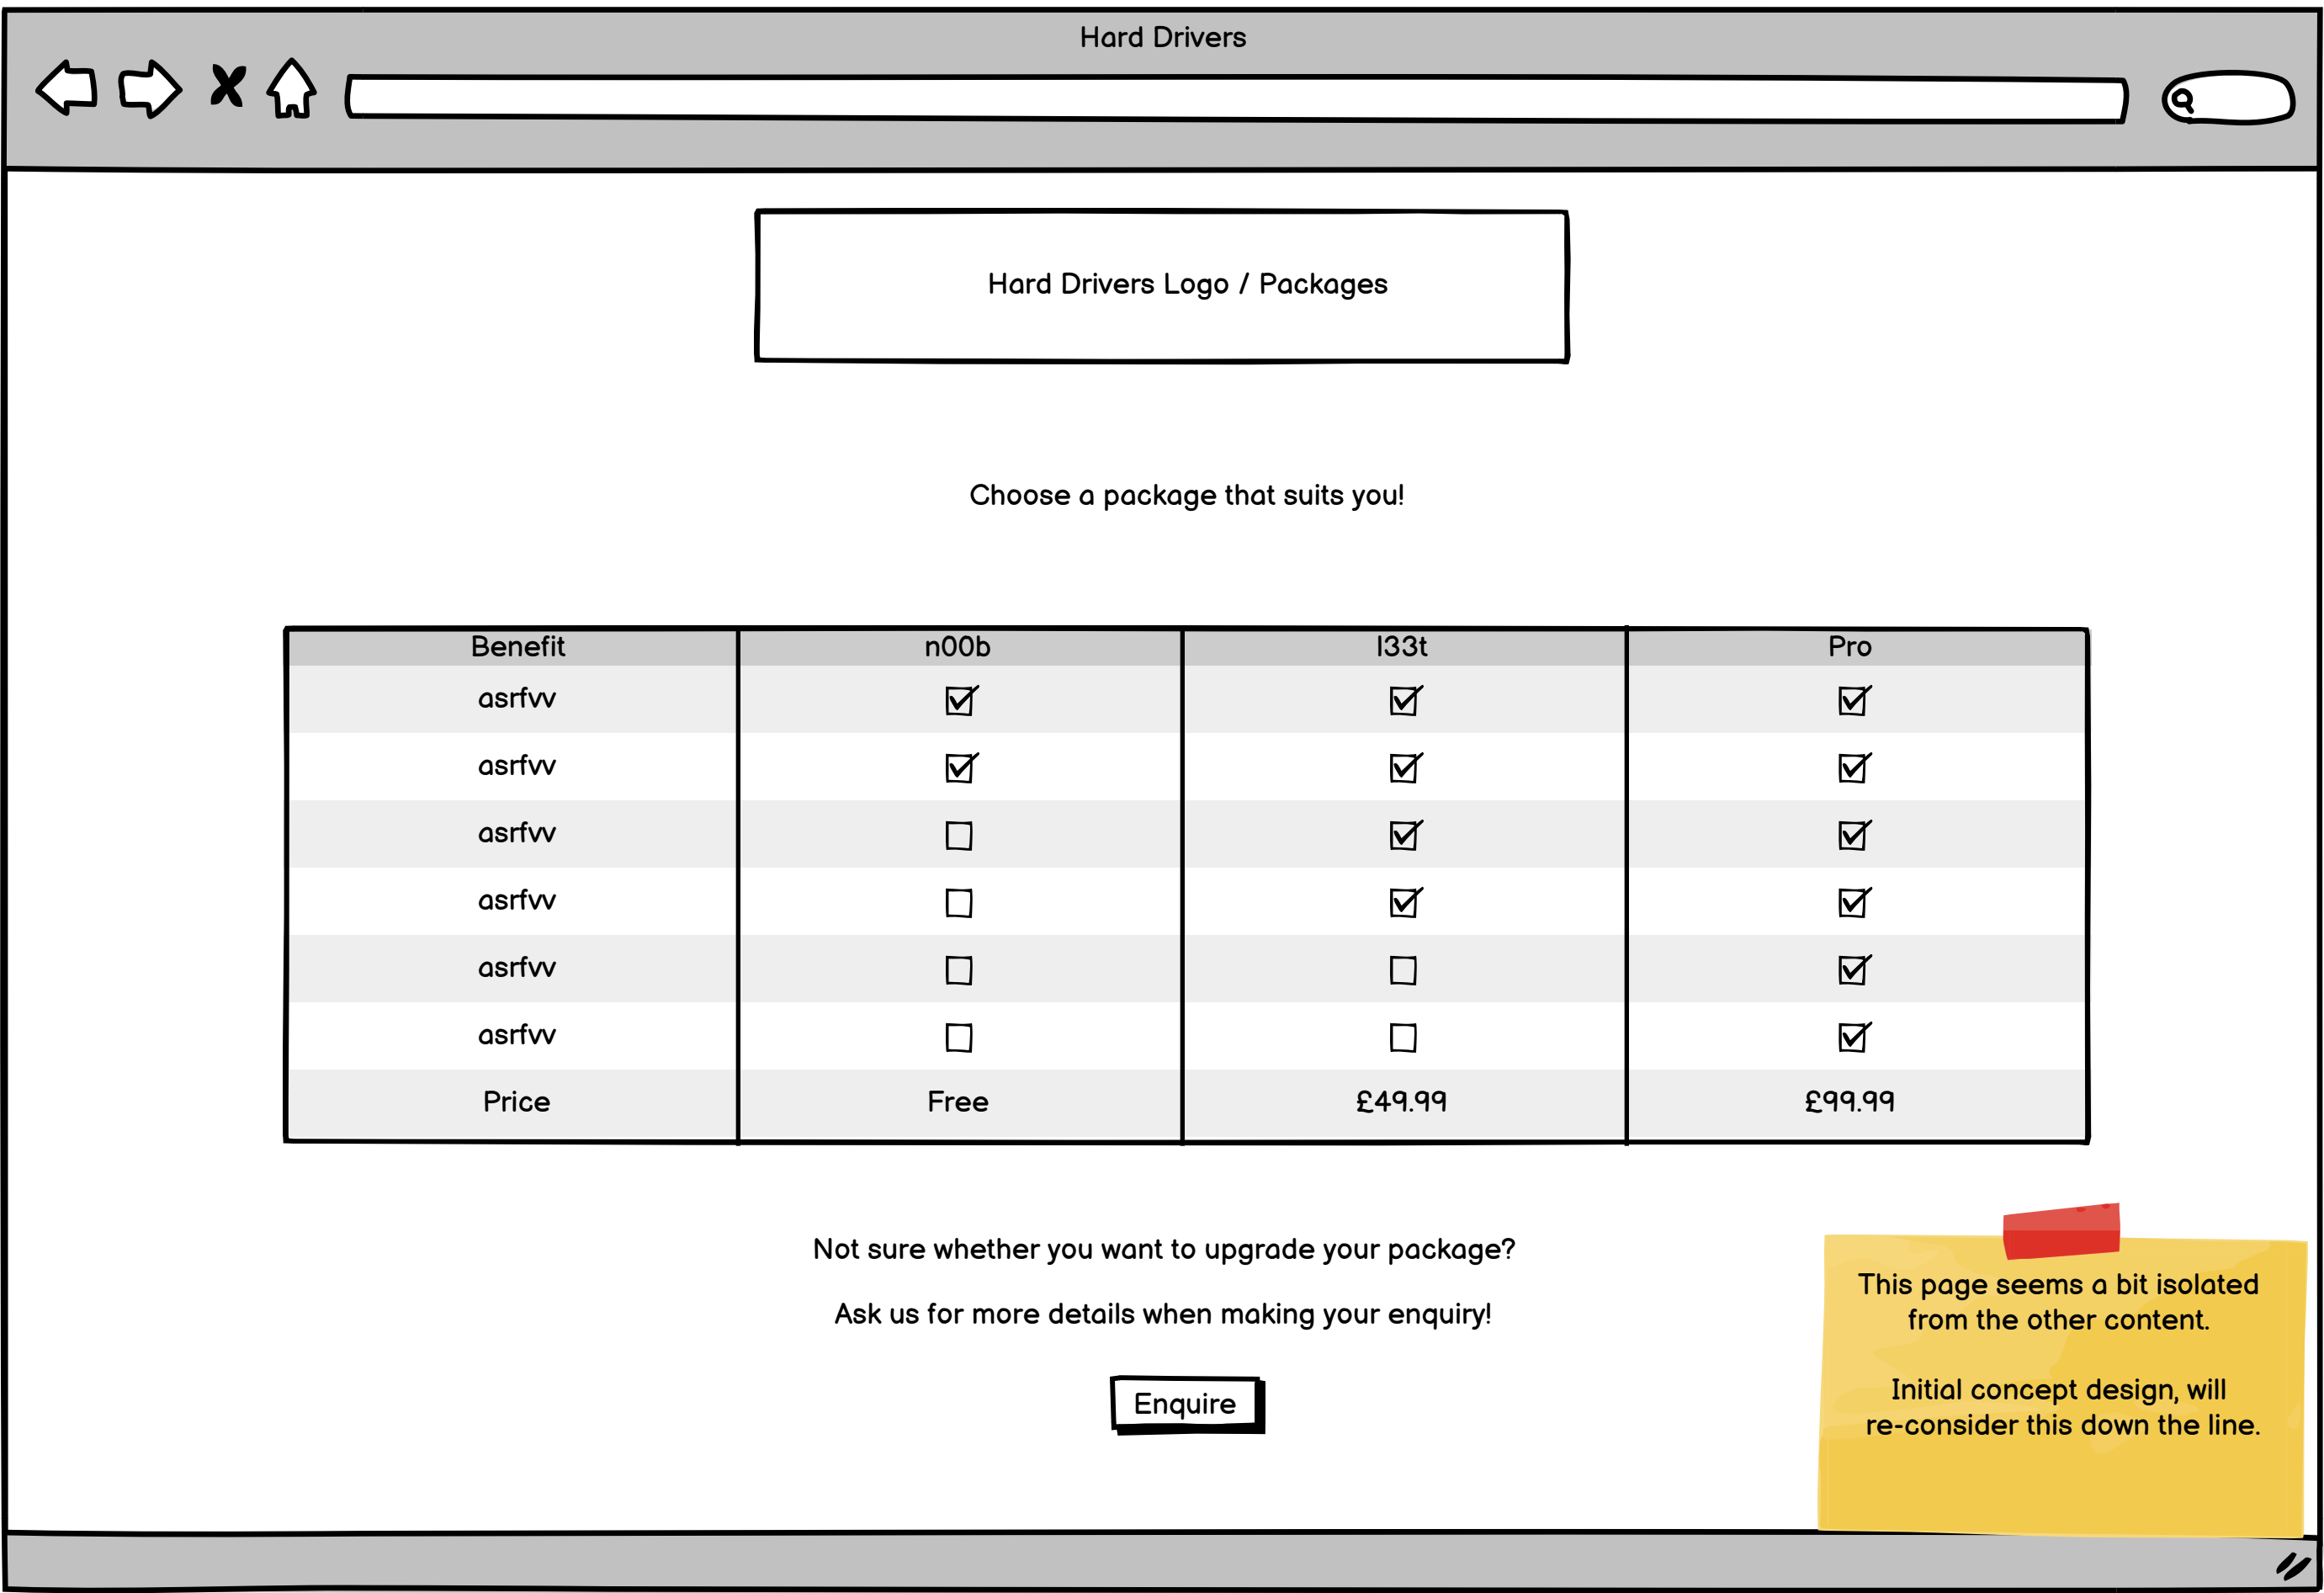 Hard Drivers
Hard Drivers Logo / Packages
Choose a package that suits you!
Benefit n00b l33t Pro
asrfvv
asrfvv
asrfvv
asrfvv
asrfvv
asrfvv
Price Free £49.99 £99.99
Not sure whether you want to upgrade your package?
Ask us for more details when making your enquiry!
Enquire
This page seems a bit isolated
from the other content.
Initial concept design, will
re-consider this down the line.